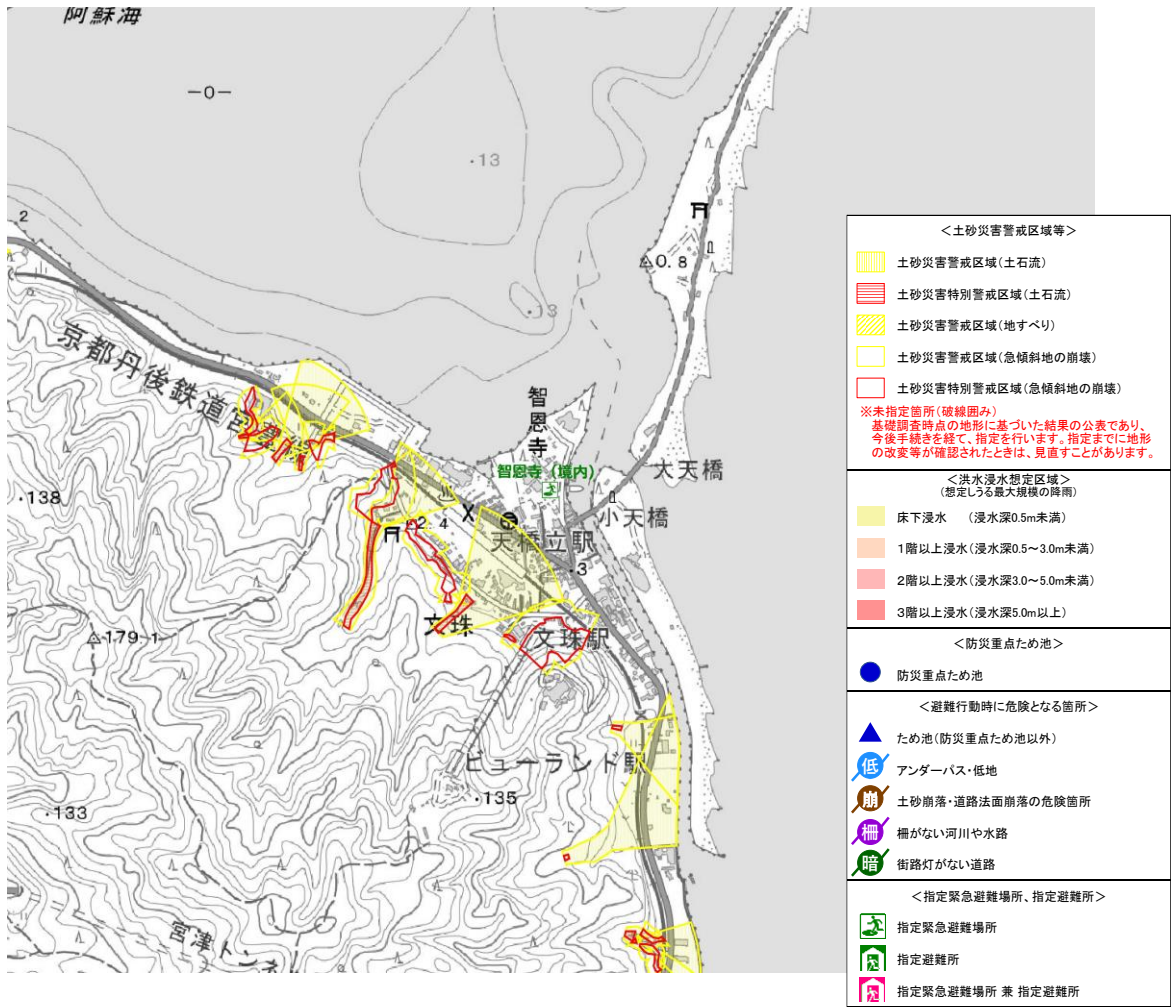 阿蘇海
-0-
・13
2
0.8
・13
京都丹後鉄道宮豊線
智恩寺
智恩寺（境内）
大天橋
小天橋
・138
2.4
天橋立駅
・3
文珠
文珠駅
179・1
ビューランド駅
・135
・133
宮津トンネ
＜土砂災害警戒区域等＞
土砂災害警戒区域（土石流）
土砂災害特別警戒区域（土石流）
土砂災害警戒区域（地すべり）
土砂災害警戒区域（急傾斜地の崩壊）
土砂災害特別警戒区域（急傾斜地の崩壊）
※未指定箇所（破線囲み）
基礎調査時点の地形に基づいた結果の公表であり、
今後手続きを経て、指定を行います。指定までに地形
の改変等が確認されたときは、見直すことがあります。
＜洪水浸水想定区域＞
（想定しうる最大規模の降雨）
床下浸水　（浸水深0.5m未満）
1階以上浸水（浸水深0.5～3.0m未満）
2階以上浸水（浸水深3.0～5.0m未満）
3階以上浸水（浸水深5.0m以上）
＜防災重点ため池＞
防災重点ため池
＜避難行動時に危険となる箇所＞
ため池（防災重点ため池以外）
低 アンダーパス・低地
崩 土砂崩落・道路法面崩落の危険箇所
柵 柵がない河川や水路
暗 街路灯がない道路
＜指定緊急避難場所、指定避難所＞
指定緊急避難場所
指定避難所
指定緊急避難場所 兼 指定避難所